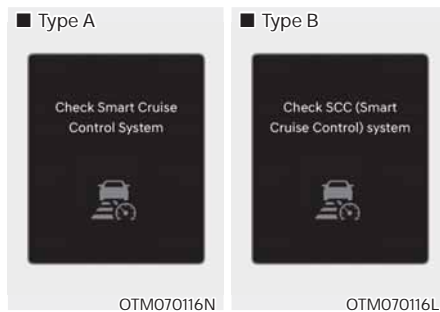 ■ Type A
Check Smart Cruise
Control System
OTM070116N
■ Type B
Check SCC (Smart
Cruise Control) system
OTM070116L